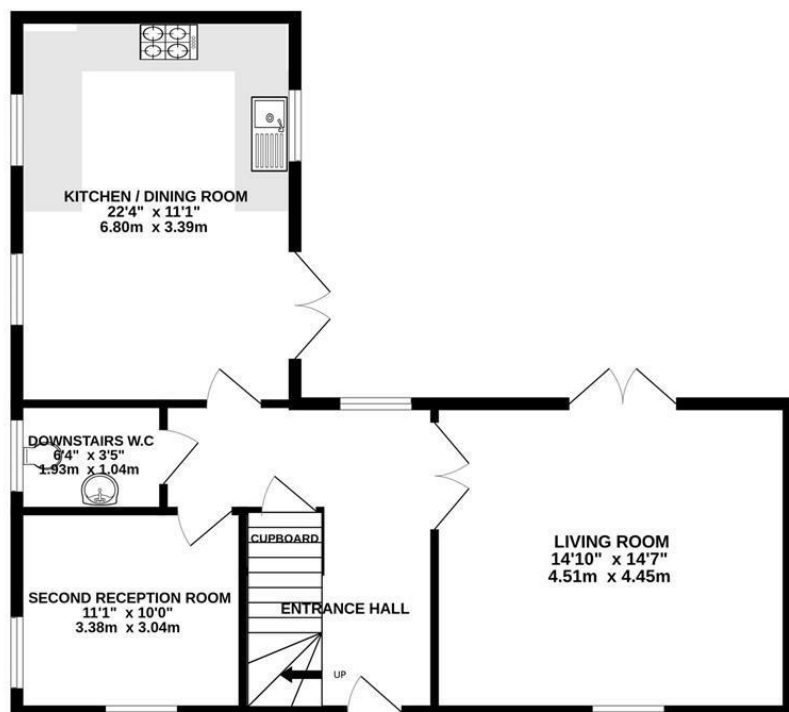 KITCHEN / DINING ROOM
22'4" x 11'1"
6.80m x 3.39m
DOWNSTAIRS W.C
6'4" x 3'5"
1.93m x 1.04m
CUPBOARD
LIVING ROOM
14'10" x 14'7"
4.51m x 4.45m
SECOND RECEPTION ROOM
11'1" x 10'0"
3.38m x 3.04m
ENTRANCE HALL
UP